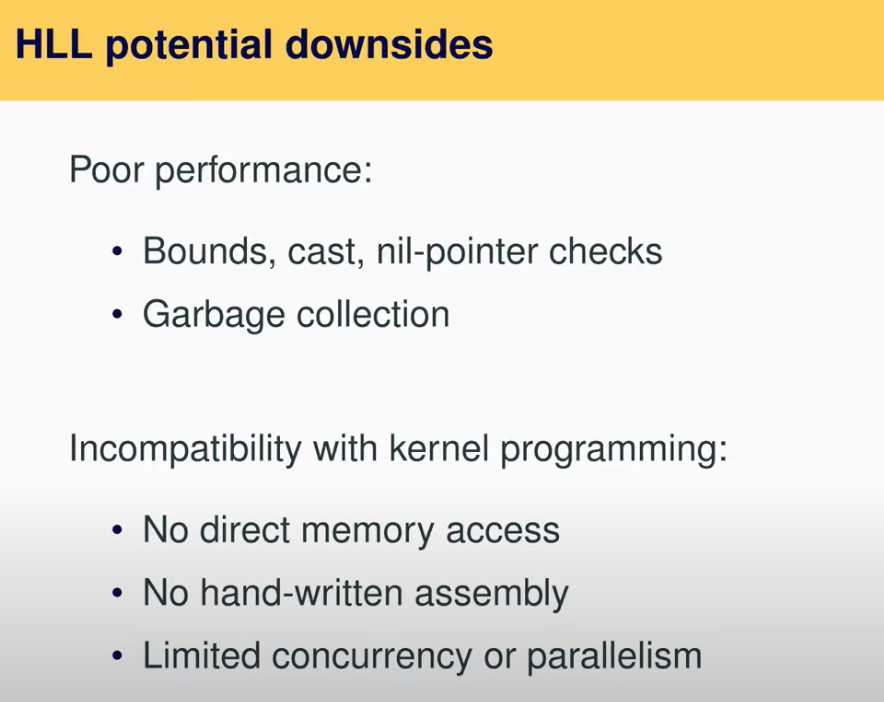 HLL potential downsides
Poor performance:
• Bounds, cast, nil-pointer checks
• Garbage collection
Incompatibility with kernel programming:
• No direct memory access
• No hand-written assembly
• Limited concurrency or parallelism